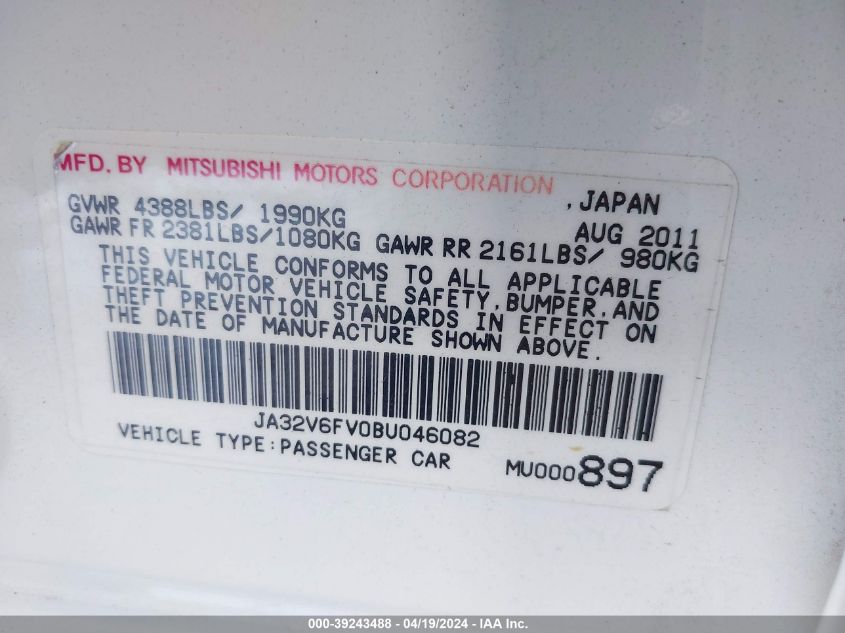 MFD. BY MITSUBISHI MOTORS CORPORATION, JAPAN
GVWR 4388LBS/ 1990KG AUG 2011
GAWR FR 2381LBS/1080KG GAWR RR 2161LBS/ 980KG
THIS VEHICLE CONFORMS TO ALL APPLICABLE
FEDERAL MOTOR VEHICLE SAFETY, BUMPER, AND
THEFT PREVENTION STANDARDS IN EFFECT ON
THE DATE OF MANUFACTURE SHOWN ABOVE.
JA32V6FV0BU046082
VEHICLE TYPE:PASSENGER CAR MU000897
000-39243488 - 04/19/2024 - IAA Inc.